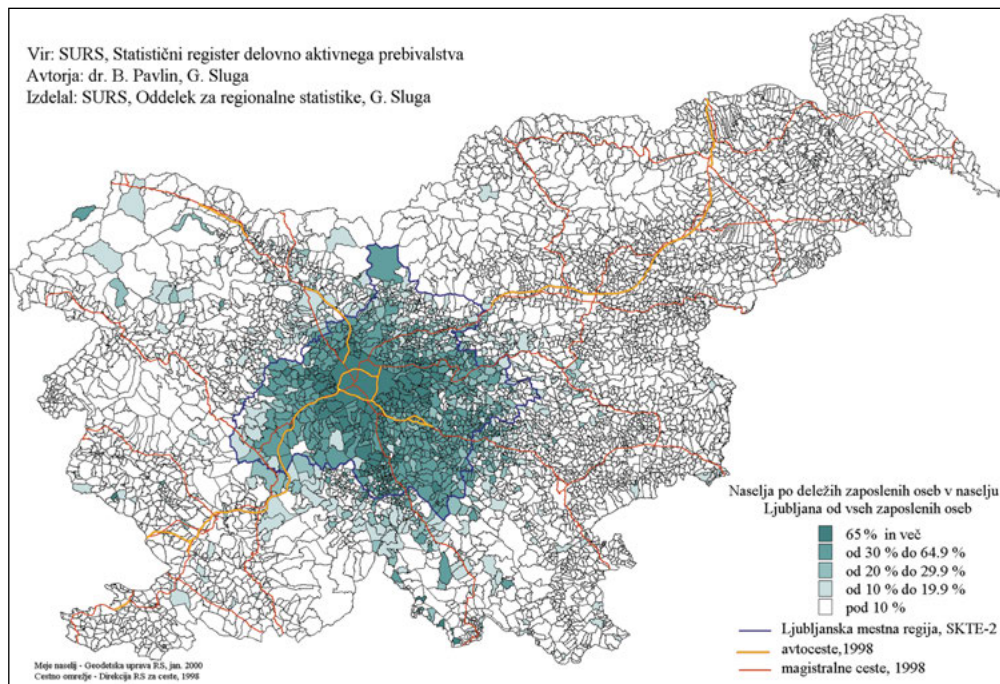 Vir: SURS, Statistični register delovno aktivnega prebivalstva
Avtorja: dr. B. Pavlin, G. Sluga
Izdelal: SURS, Oddelek za regionalne statistike, G. Sluga
Naselja po deležih zaposlenih oseb v naselju
Ljubljana od vseh zaposlenih oseb
65 % in več
od 30 % do 64.9 %
od 20 % do 29.9 %
od 10 % do 19.9 %
pod 10 %
Ljubljanska mestna regija, SKTE-2
avtoceste,1998
magistralne ceste, 1998
Meje naselij - Geodetska uprava RS, jan. 2000
Cestno omrežje - Direkcija RS za ceste, 1998